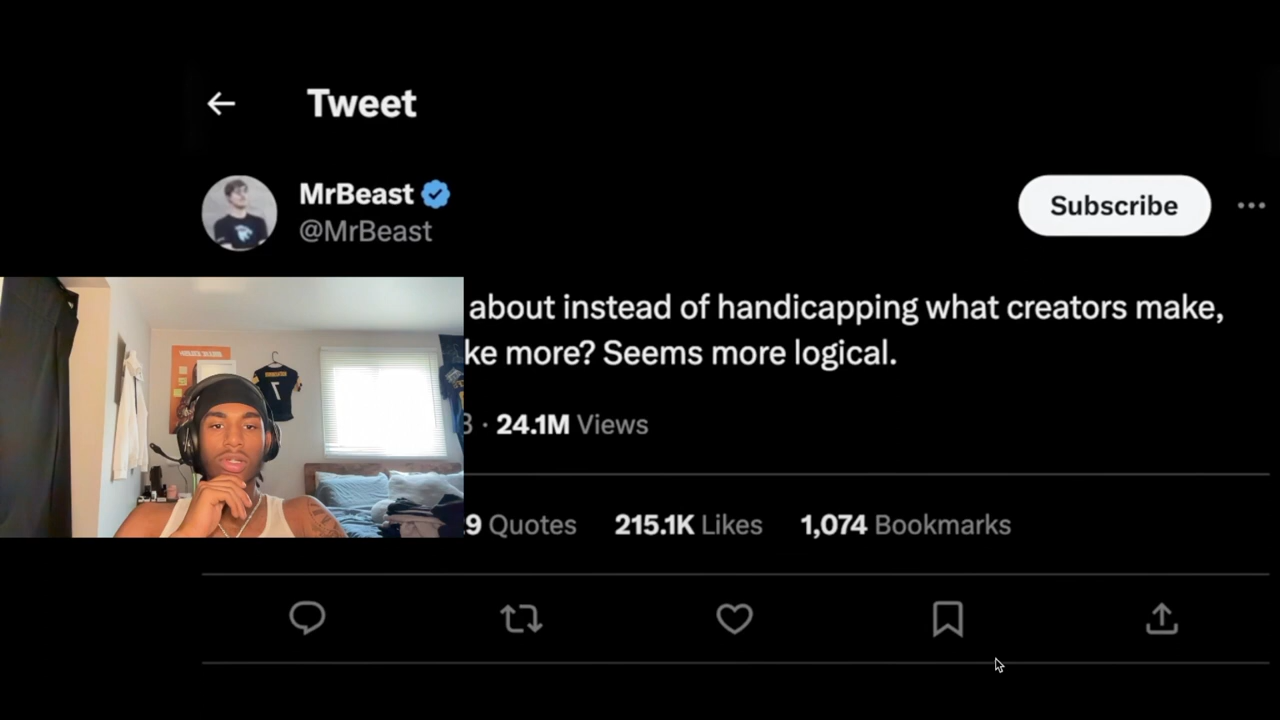 Tweet
MrBeast
@MrBeast
Subscribe
about instead of handicapping what creators make,
ke more? Seems more logical.
· 24.1M Views
9 Quotes 215.1K Likes 1,074 Bookmarks
7